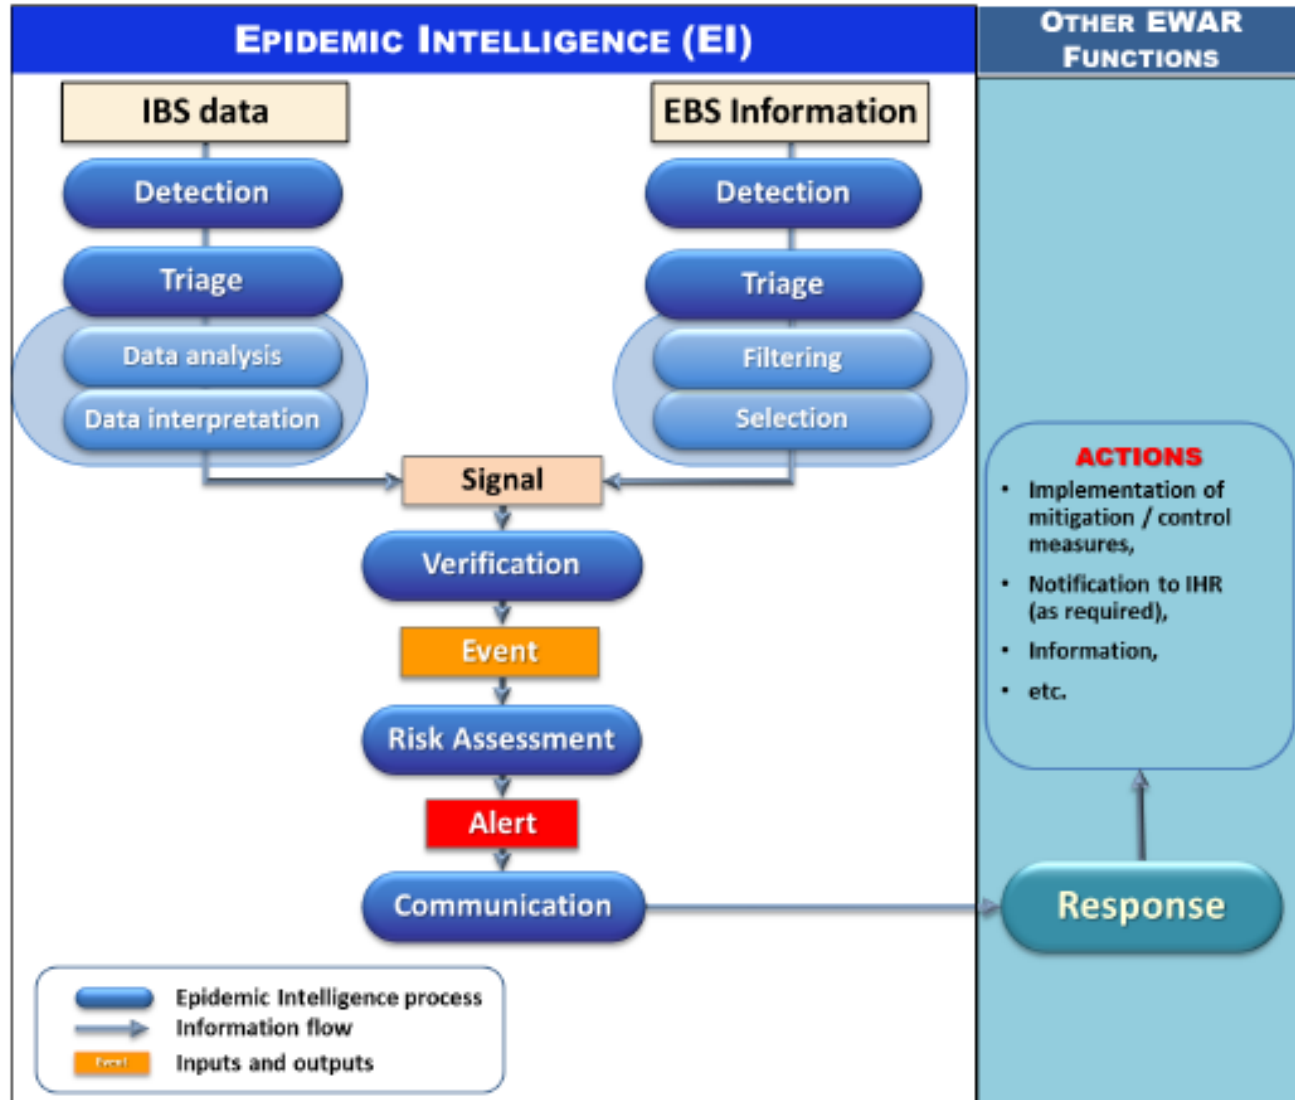 EPIDEMIC INTELLIGENCE (EI)
OTHER EWAR
FUNCTIONS
IBS data
EBS Information
Detection
Detection
Triage
Triage
Data analysis
Filtering
Data interpretation
Selection
Signal
Verification
Event
Risk Assessment
Alert
Communication
ACTIONS
• Implementation of
mitigation / control
measures,
• Notification to IHR
(as required),
• Information,
• etc.
Response
Epidemic Intelligence process
Information flow
Event
Inputs and outputs